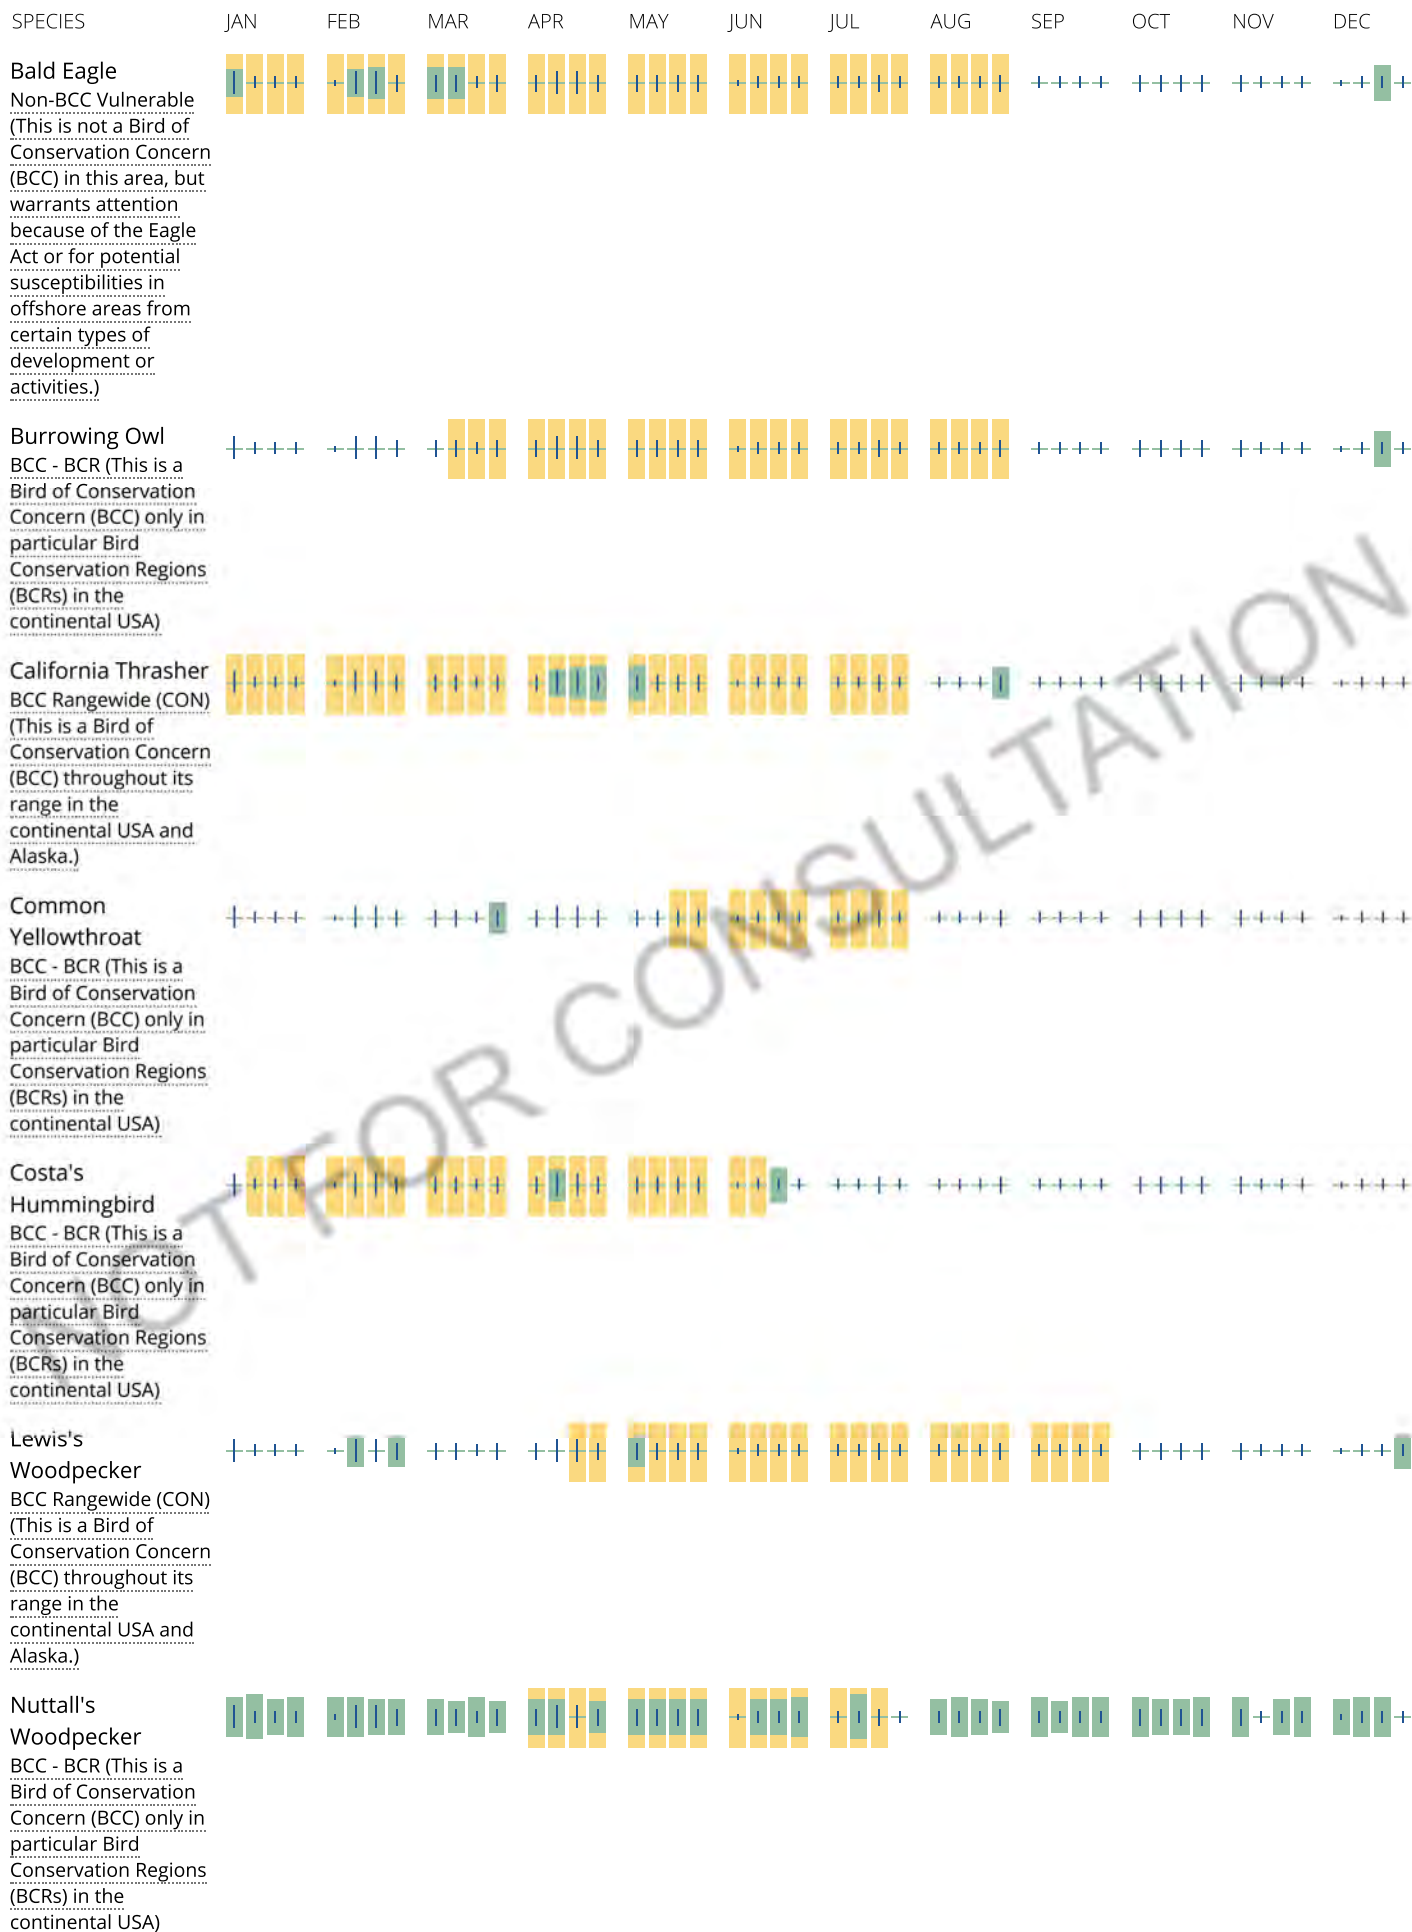 SPECIES JAN FEB MAR APR MAY JUN JUL AUG SEP OCT NOV DEC
Bald Eagle
Non-BCC Vulnerable
(This is not a Bird of
Conservation Concern
(BCC) in this area, but
warrants attention
because of the Eagle
Act or for potential
susceptibilities in
offshore areas from
certain types of
development or
activities.)
Burrowing Owl
BCC - BCR (This is a
Bird of Conservation
Concern (BCC) only in
particular Bird
Conservation Regions
(BCRs) in the
continental USA)
California Thrasher
BCC Rangewide (CON)
(This is a Bird of
Conservation Concern
(BCC) throughout its
range in the
continental USA and
Alaska.)
Common
Yellowthroat
BCC - BCR (This is a
Bird of Conservation
Concern (BCC) only in
particular Bird
Conservation Regions
(BCRs) in the
continental USA)
Costa's
Hummingbird
BCC - BCR (This is a
Bird of Conservation
Concern (BCC) only in
particular Bird
Conservation Regions
(BCRs) in the
continental USA)
Lewis's
Woodpecker
BCC Rangewide (CON)
(This is a Bird of
Conservation Concern
(BCC) throughout its
range in the
continental USA and
Alaska.)
Nuttall's
Woodpecker
BCC - BCR (This is a
Bird of Conservation
Concern (BCC) only in
particular Bird
Conservation Regions
(BCRs) in the
continental USA)
NOT FOR CONSULTATION